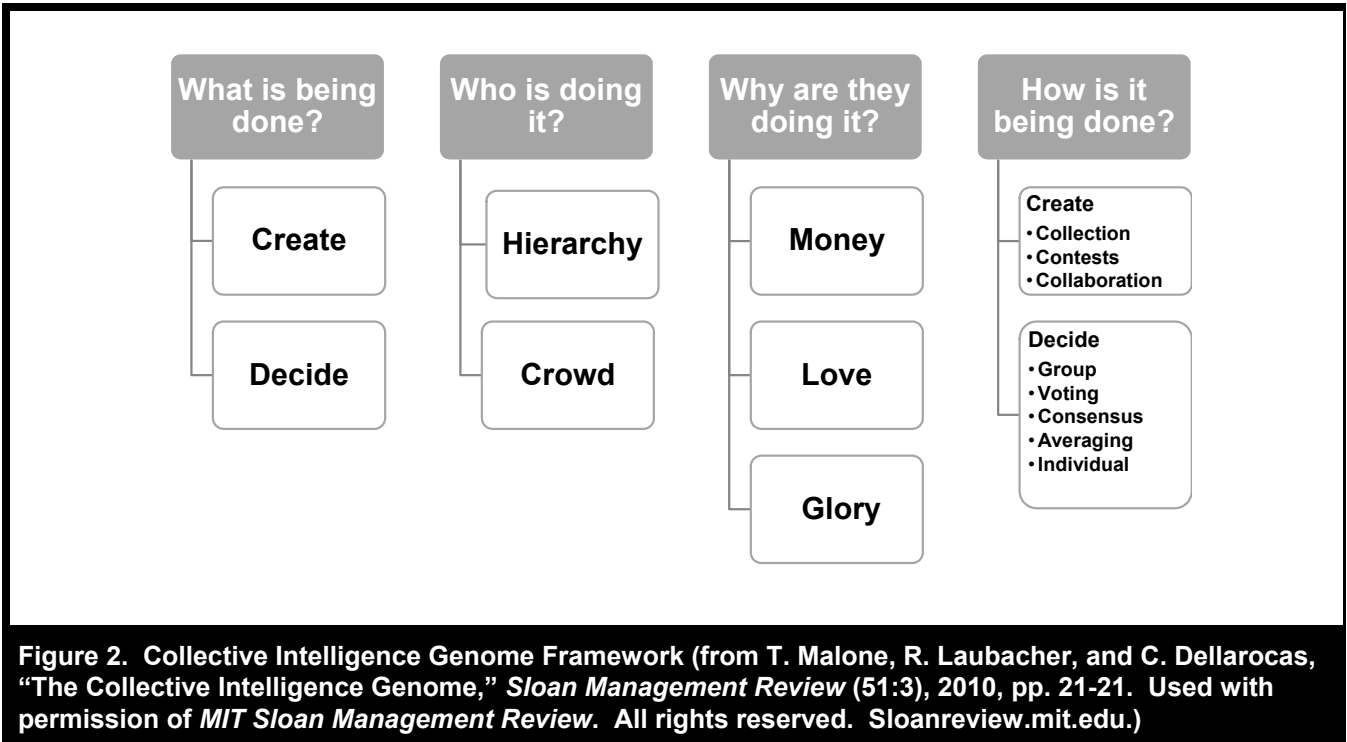 What is being
done?
Create
Decide
Who is doing
it?
Hierarchy
Crowd
Why are they
doing it?
Money
Love
Glory
How is it
being done?
Create
• Collection
• Contests
• Collaboration
Decide
• Group
• Voting
• Consensus
• Averaging
• Individual
Figure 2. Collective Intelligence Genome Framework (from T. Malone, R. Laubacher, and C. Dellarocas,
“The Collective Intelligence Genome,” Sloan Management Review (51:3), 2010, pp. 21-21. Used with
permission of MIT Sloan Management Review. All rights reserved. Sloanreview.mit.edu.)